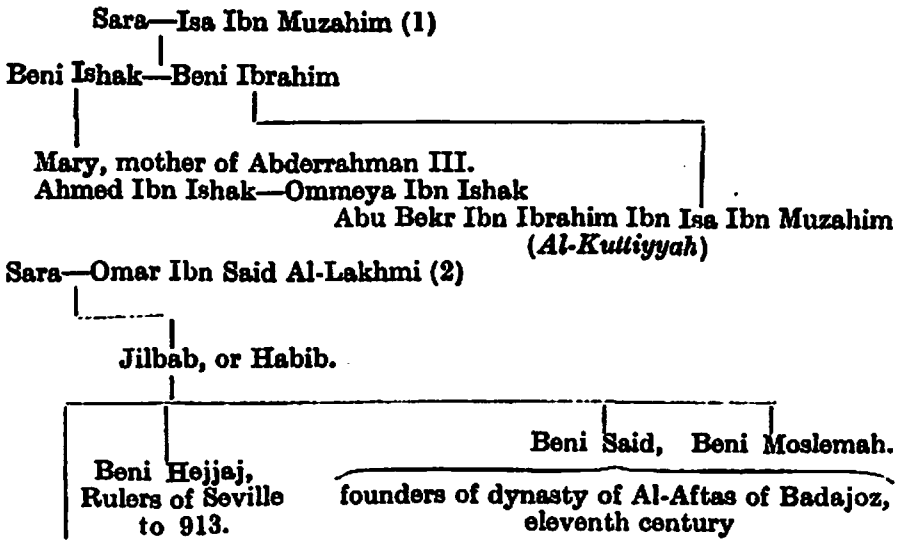 Sara—Isa Ibn Muzahim (1)
Beni Ishak—Beni Ibrahim
Mary, mother of Abderrahman III.
Ahmed Ibn Ishak—Ommeya Ibn Ishak
Abu Bekr Ibn Ibrahim Ibn Isa Ibn Muzahim
(Al-Kuttiyyah)
Sara—Omar Ibn Said Al-Lakhmi (2)
Jilbab, or Habib.
Beni Said, Beni Moslemah.
Beni Hejjaj,
Rulers of Seville
to 913.
founders of dynasty of Al-Aftas of Badajoz,
eleventh century